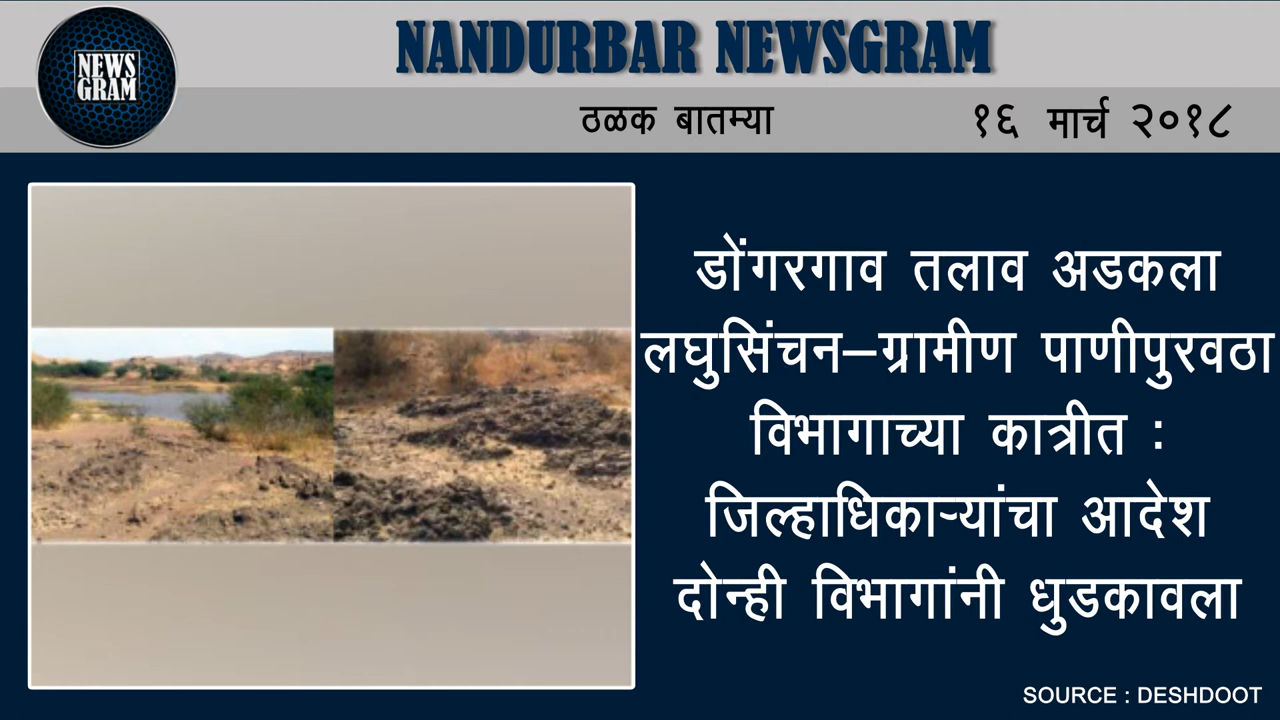 NEWS
GRAM
NANDURBAR NEWSGRAM
ठळक बातम्या
१६ मार्च २०१८
डोंगरगाव तलाव अडकला
लघुसिंचन–ग्रामीण पाणीपुरवठा
विभागाच्या कात्रीत :
जिल्हाधिकाऱ्यांचा आदेश
दोन्ही विभागांनी धुडकावला
SOURCE : DESHDOOT